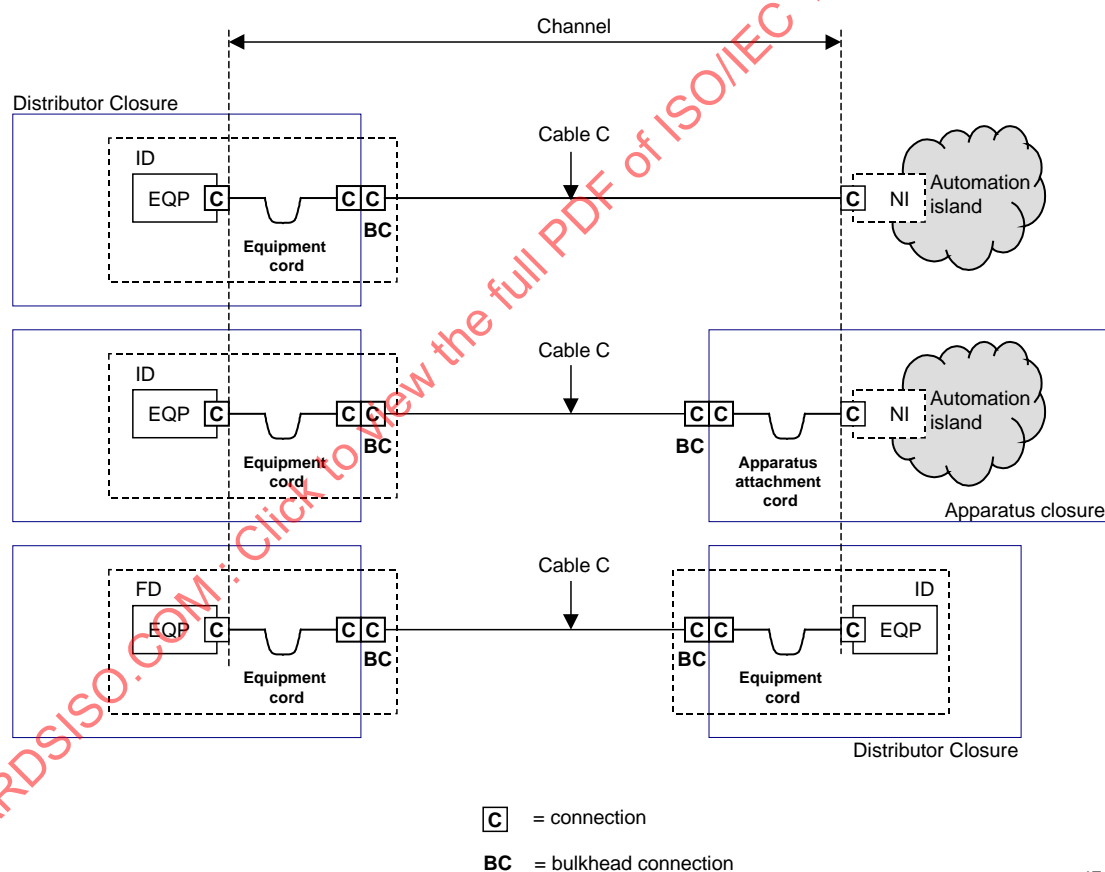 Channel
Distributor Closure
Cable C
ID
EQP C C C C NI
Automation
island
BC
Equipment
cord
Cable C
ID
EQP C C C C C C NI
Automation
island
BC BC
Equipment
cord
Apparatus
attachment
cord
Apparatus closure
Cable C
FD ID
EQP C C C C C C EQP
BC BC
Equipment
cord
Equipment
cord
Distributor Closure
C = connection
BC = bulkhead connection
RDSISO.COM : Click to view the full PDF of ISO/IEC